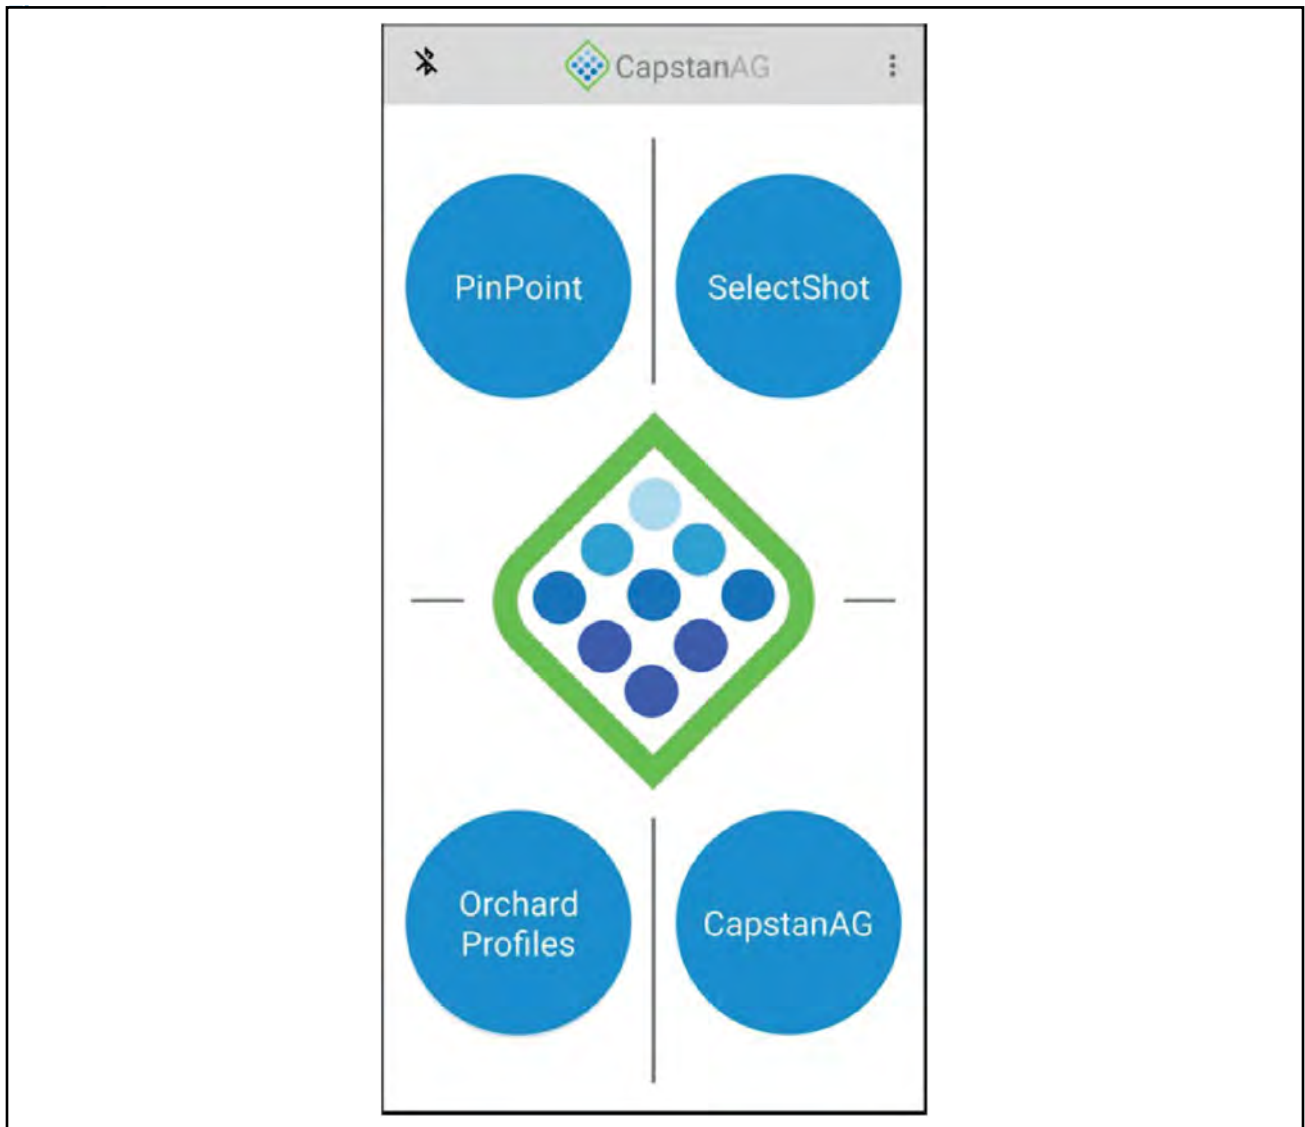 CapstanAG
PinPoint
SelectShot
Orchard
Profiles
CapstanAG